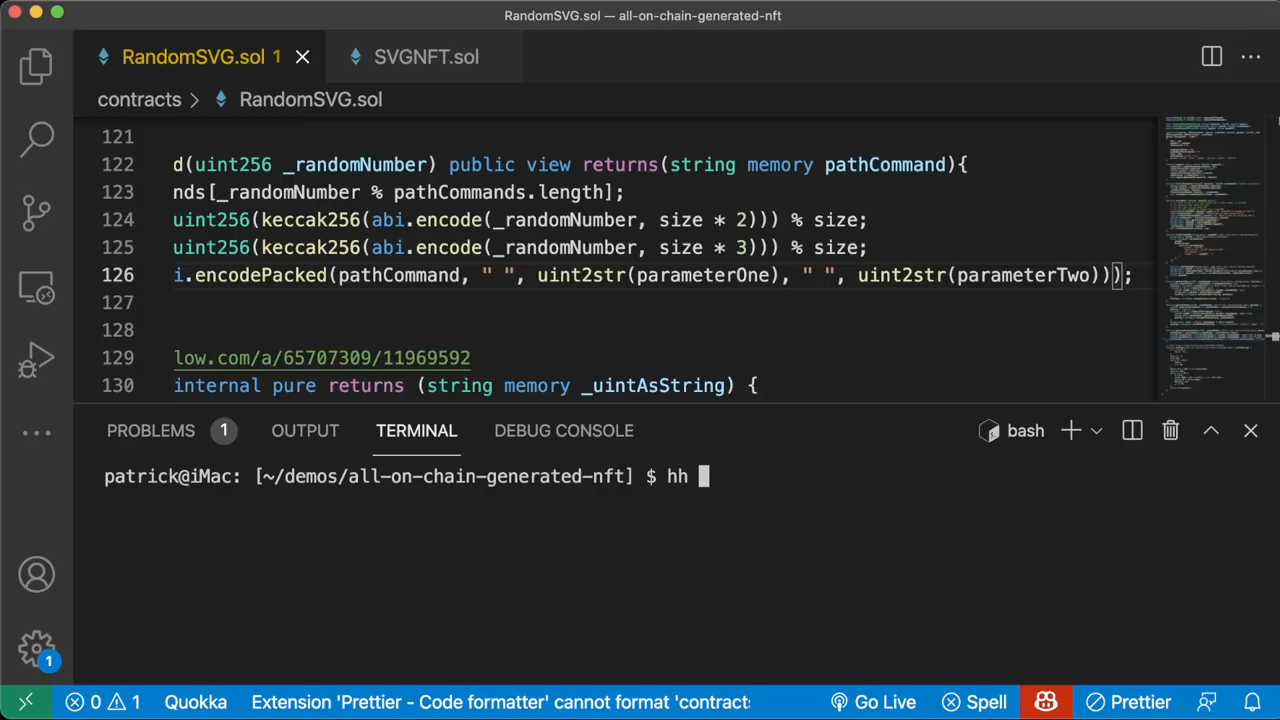 RandomSVG.sol — all-on-chain-generated-nft
RandomSVG.sol 1
SVGNFT.sol
contracts > RandomSVG.sol
121
122 d(uint256 _randomNumber) public view returns(string memory pathCommand){
123 nds[_randomNumber % pathCommands.length];
124 uint256(keccak256(abi.encode(_randomNumber, size * 2))) % size;
125 uint256(keccak256(abi.encode(_randomNumber, size * 3))) % size;
126 i.encodePacked(pathCommand, " ", uint2str(parameterOne), " ", uint2str(parameterTwo)));
127
128
129 low.com/a/65707309/11969592
130 internal pure returns (string memory _uintAsString) {
PROBLEMS 1 OUTPUT TERMINAL DEBUG CONSOLE bash
patrick@iMac: [~/demos/all-on-chain-generated-nft] $ hh
1
0 1 Quokka Extension 'Prettier - Code formatter' cannot format 'contracts Go Live Spell Prettier